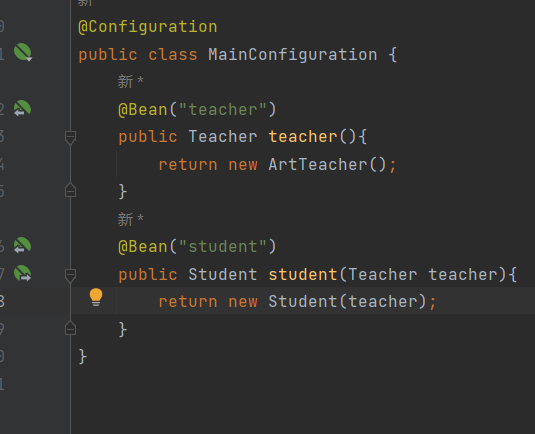 新*
@Configuration
public class MainConfiguration {
新*
@Bean("teacher")
public Teacher teacher(){
return new ArtTeacher();
}
新*
@Bean("student")
public Student student(Teacher teacher){
return new Student(teacher);
}
}